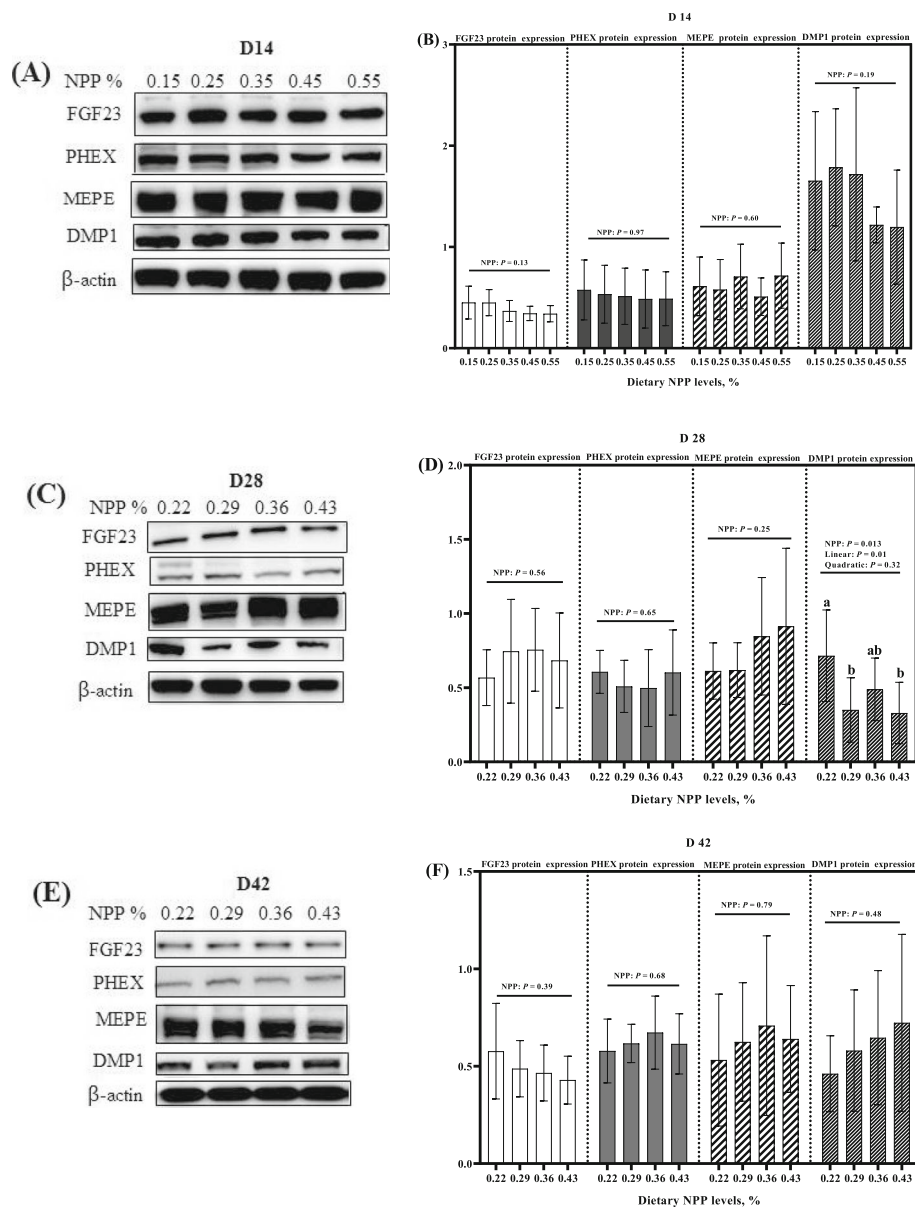 D14
(A)
NPP % 0.15 0.25 0.35 0.45 0.55
FGF23
PHEX
MEPE
DMP1
β-actin
D 14
(B)
FGF23 protein expression PHEX protein expression MEPE protein expression DMP1 protein expression
3
2
1
0
NPP: P = 0.13
NPP: P = 0.97
NPP: P = 0.60
NPP: P = 0.19
0.15 0.25 0.35 0.45 0.55 0.15 0.25 0.35 0.45 0.55 0.15 0.25 0.35 0.45 0.55 0.15 0.25 0.35 0.45 0.55
Dietary NPP levels, %
D28
(C)
NPP % 0.22 0.29 0.36 0.43
FGF23
PHEX
MEPE
DMP1
β-actin
D 28
(D)
FGF23 protein expression PHEX protein expression MEPE protein expression DMP1 protein expression
2.0
1.5
1.0
0.5
0.0
NPP: P = 0.56
NPP: P = 0.65
NPP: P = 0.25
NPP: P = 0.013
Linear: P = 0.01
Quadratic: P = 0.32
a
b
ab
b
0.22 0.29 0.36 0.43 0.22 0.29 0.36 0.43 0.22 0.29 0.36 0.43 0.22 0.29 0.36 0.43
Dietary NPP levels, %
D42
(E)
NPP % 0.22 0.29 0.36 0.43
FGF23
PHEX
MEPE
DMP1
β-actin
D 42
(F)
FGF23 protein expression PHEX protein expression MEPE protein expression DMP1 protein expression
1.5
1.0
0.5
0.0
NPP: P = 0.39
NPP: P = 0.68
NPP: P = 0.79
NPP: P = 0.48
0.22 0.29 0.36 0.43 0.22 0.29 0.36 0.43 0.22 0.29 0.36 0.43 0.22 0.29 0.36 0.43
Dietary NPP levels, %